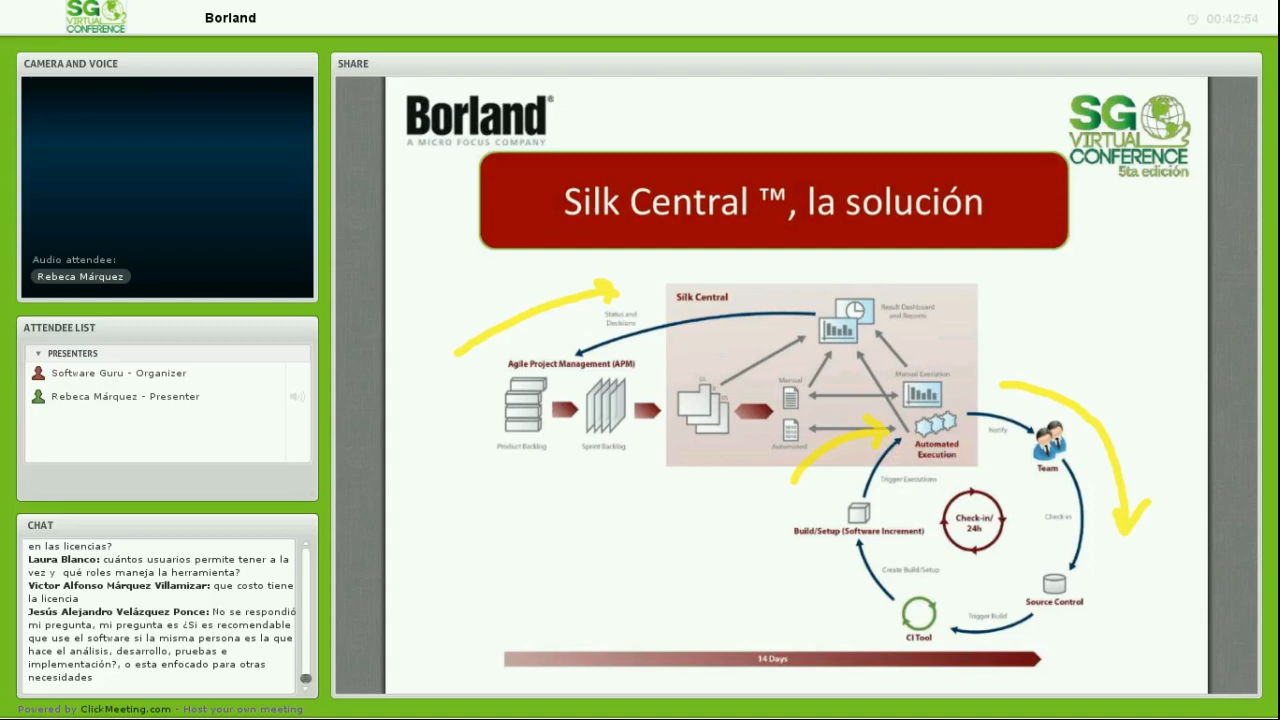 SG
VIRTUAL
CONFERENCE
Borland
00:42:54
CAMERA AND VOICE
Audio attendee:
Rebeca Márquez
ATTENDEE LIST
PRESENTERS
Software Guru - Organizer
Rebeca Márquez - Presenter
CHAT
en las licencias?
Laura Blanco: cuántos usuarios permite tener a la
vez y qué roles maneja la herramienta?
Victor Alfonso Márquez Villamizar: que costo tiene
la licencia
Jesús Alejandro Velázquez Ponce: No se respondió
mi pregunta, mi pregunta es ¿Si es recomendable
que use el software si la misma persona es la que
hace el análisis, desarrollo, pruebas e
implementación?, o esta enfocado para otras
necesidades
Powered by ClickMeeting.com - Host your own meeting
SHARE
Borland®
A MICRO FOCUS COMPANY
SG
VIRTUAL
CONFERENCE
5ta edición
Silk Central ™, la solución
Silk Central
Status and
Decisions
Result Dashboard
and Reports
Agile Project Management (APM)
Product Backlog
Sprint Backlog
Manual
Automated
Manual Execution
Automated
Execution
Notify
Team
Trigger Executions
Build/Setup (Software Increment)
Check-in/
24h
Check-in
Create Build/Setup
Source Control
Trigger Build
CI Tool
14 Days